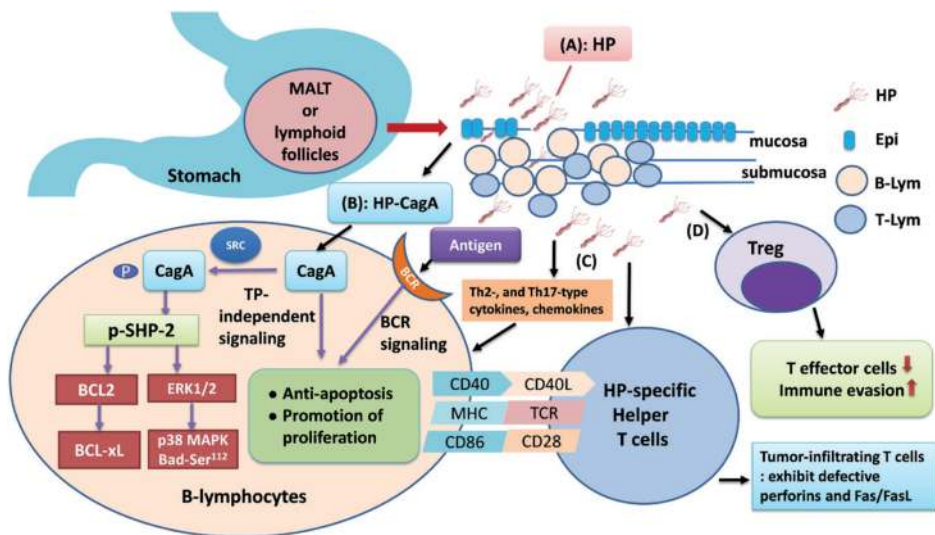 (A): HP
MALT
or
lymphoid
follicles
Stomach
HP
Epi
B-Lym
T-Lym
mucosa
submucosa
(B): HP-CagA
(D)
(C)
Treg
SRC
P
CagA
CagA
Antigen
BCR
TP-
independent
signaling
BCR
signaling
Th2-, and Th17-type
cytokines, chemokines
p-SHP-2
BCL2
ERK1/2
BCL-xL
p38 MAPK
Bad-Ser¹¹²
● Anti-apoptosis
● Promotion of
proliferation
B-lymphocytes
CD40
CD40L
MHC
TCR
CD86
CD28
HP-specific
Helper
T cells
T effector cells
Immune evasion
Tumor-infiltrating T cells
: exhibit defective
perforins and Fas/FasL